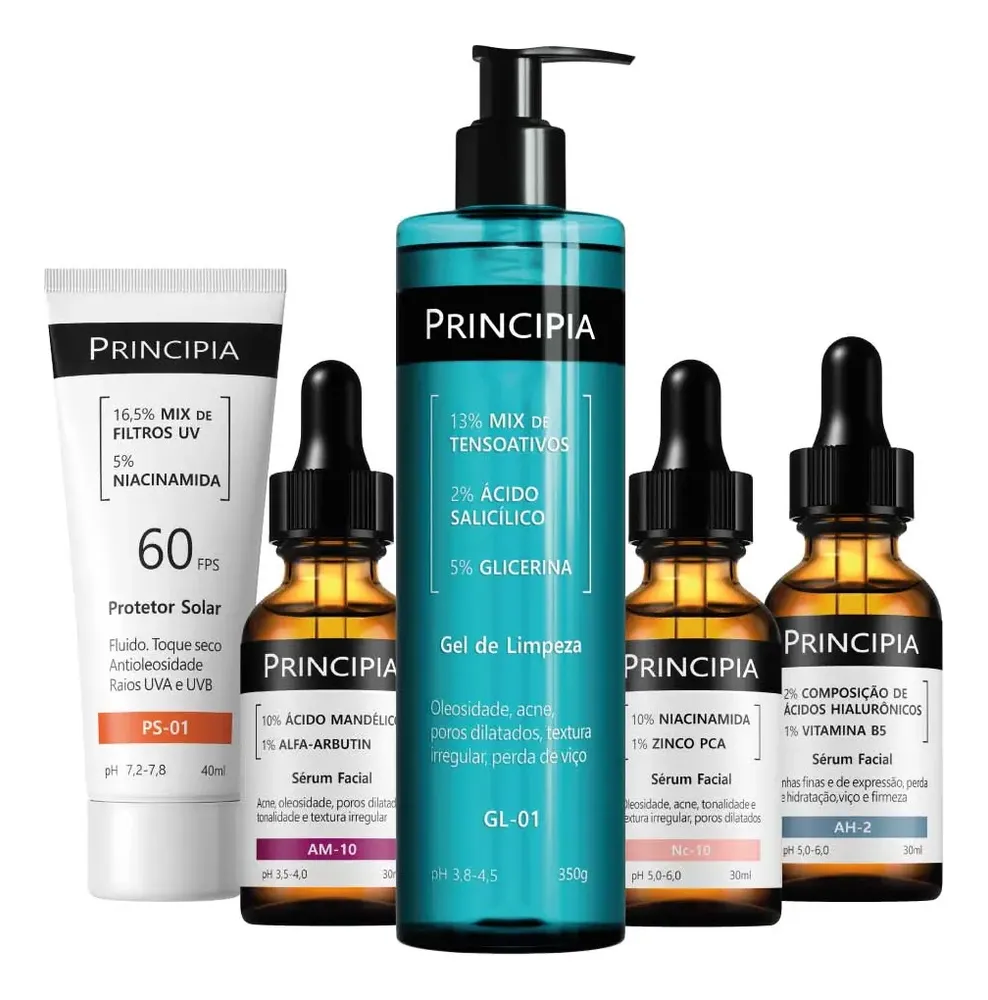 PRINCIPIA
16,5% MIX DE
FILTROS UV
5%
NIACINAMIDA
60 FPS
Protetor Solar
Fluido. Toque seco
Antioleosidade
Raios UVA e UVB
PS-01
pH 7,2-7,8 40ml
PRINCIPIA
10% ÁCIDO MANDÉLICO
1% ALFA-ARBUTIN
Sérum Facial
Acne, oleosidade, poros dilatad
tonalidade e textura irregular
AM-10
pH 3,5-4,0 30
PRINCIPIA
13% MIX DE
TENSOATIVOS
2% ÁCIDO
SALICÍLICO
5% GLICERINA
Gel de Limpeza
Oleosidade, acne,
poros dilatados, textura
irregular, perda de viço
GL-01
pH 3.8-4,5 350g
PRINCIPIA
10% NIACINAMIDA
1% ZINCO PCA
Sérum Facial
Oleosidade, acne, tonalidade e
extura irregular, poros dilatados
Nc-10
pH 5,0-6,0 30ml
PRINCIPIA
2% COMPOSIÇÃO DE
ÁCIDOS HIALURÔNICOS
1% VITAMINA B5
Sérum Facial
nhas finas e de expressão, perda
e hidratação, viço e firmeza
AH-2
pH 5,0-6,0 30ml